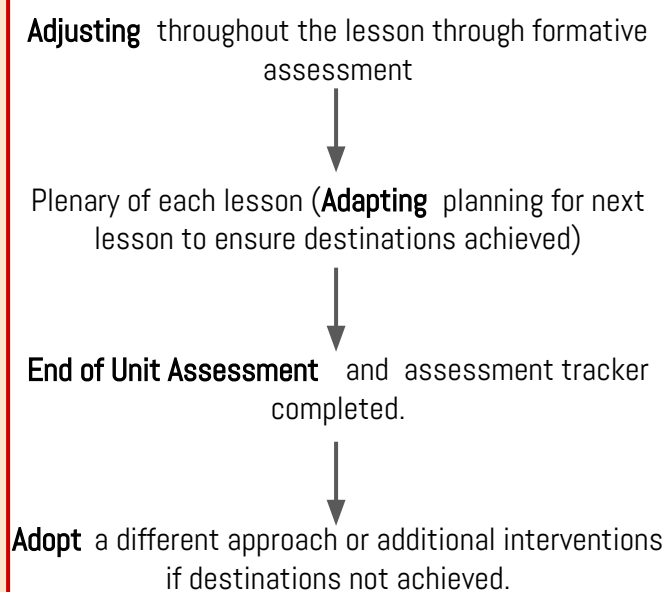 Adjusting throughout the lesson through formative
assessment
Plenary of each lesson (Adapting planning for next
lesson to ensure destinations achieved)
End of Unit Assessment and assessment tracker
completed.
Adopt a different approach or additional interventions
if destinations not achieved.